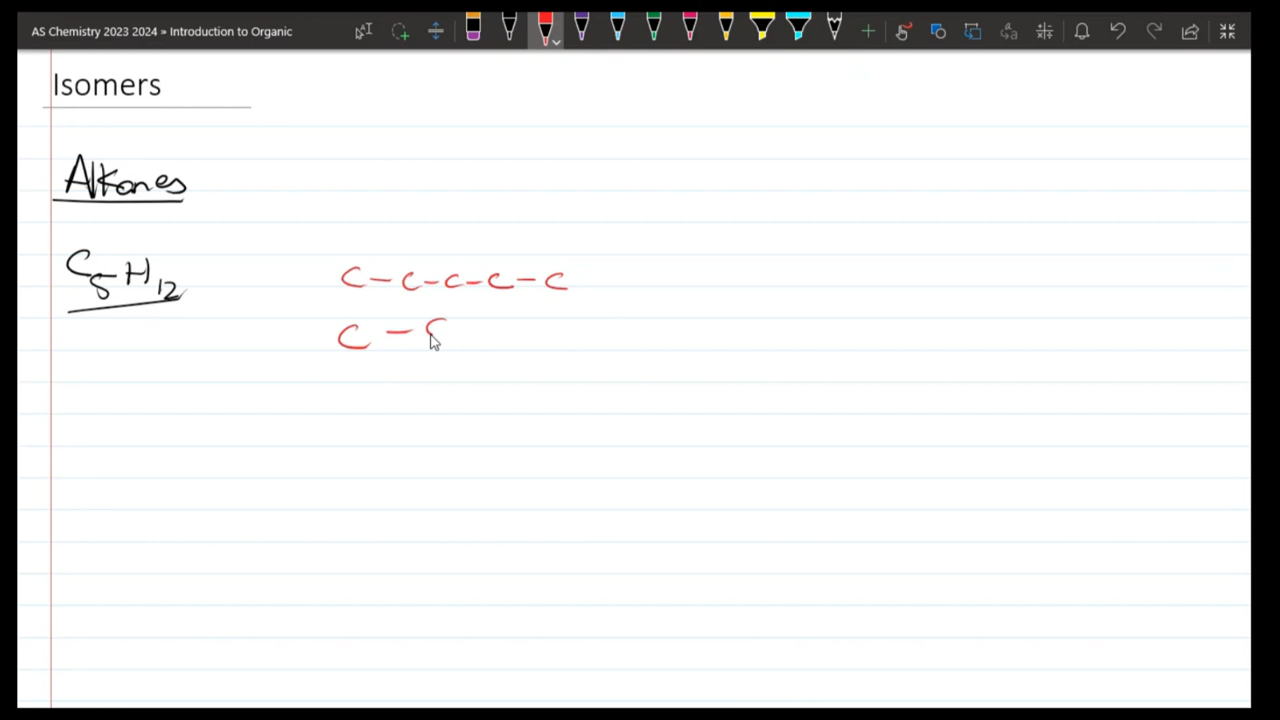 AS Chemistry 2023 2024 » Introduction to Organic
Isomers
Alkanes
C5H12
C-C-C-C-C
C - C